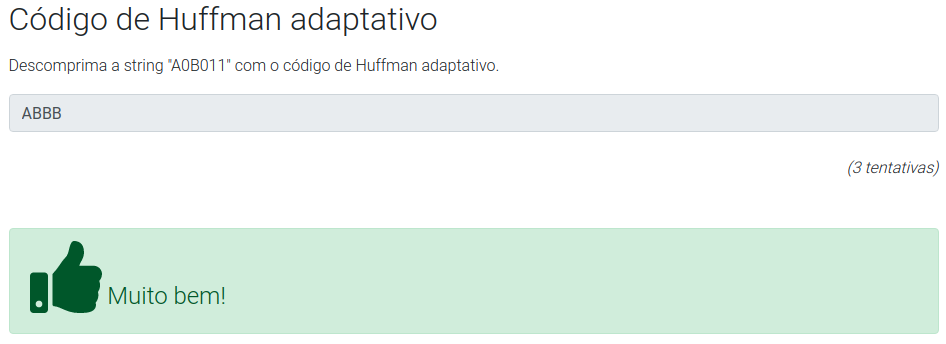 Código de Huffman adaptativo
Descomprima a string "A0B011" com o código de Huffman adaptativo.
ABBB
(3 tentativas)
Muito bem!